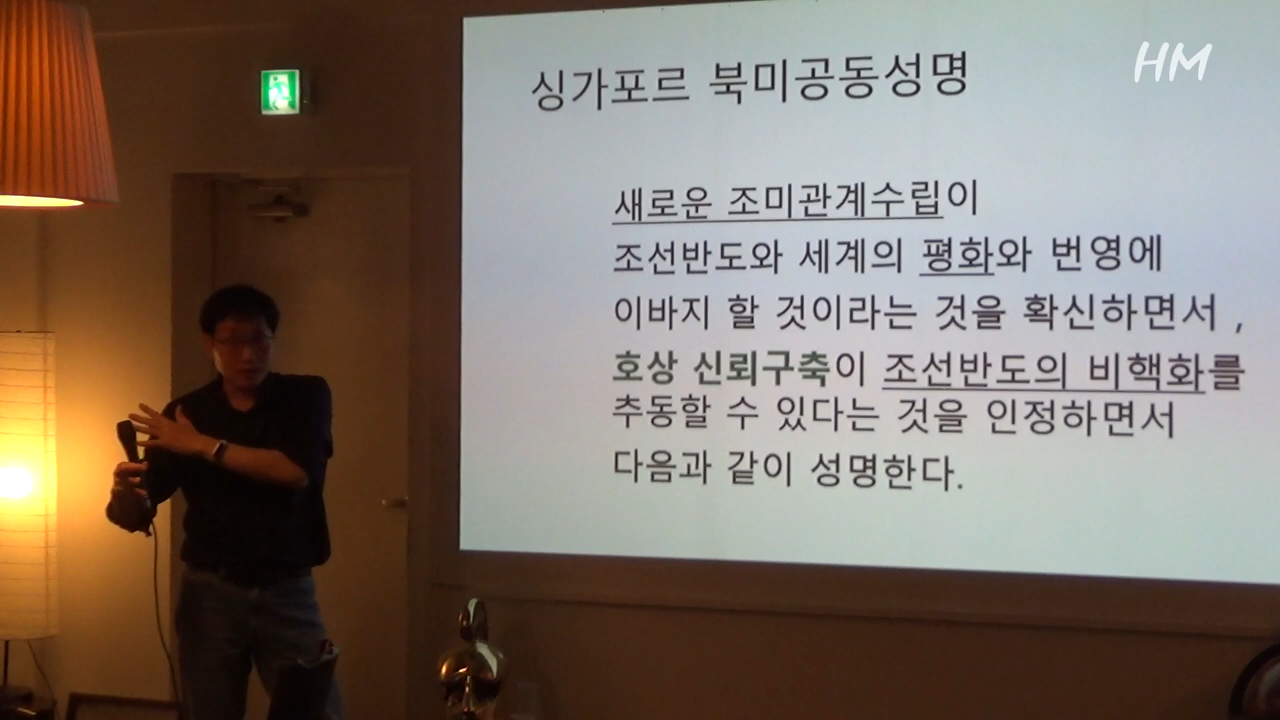 HM
싱가포르 북미공동성명
새로운 조미관계수립이
조선반도와 세계의 평화와 번영에
이바지 할 것이라는 것을 확신하면서 ,
호상 신뢰구축이 조선반도의 비핵화를
추동할 수 있다는 것을 인정하면서
다음과 같이 성명한다.